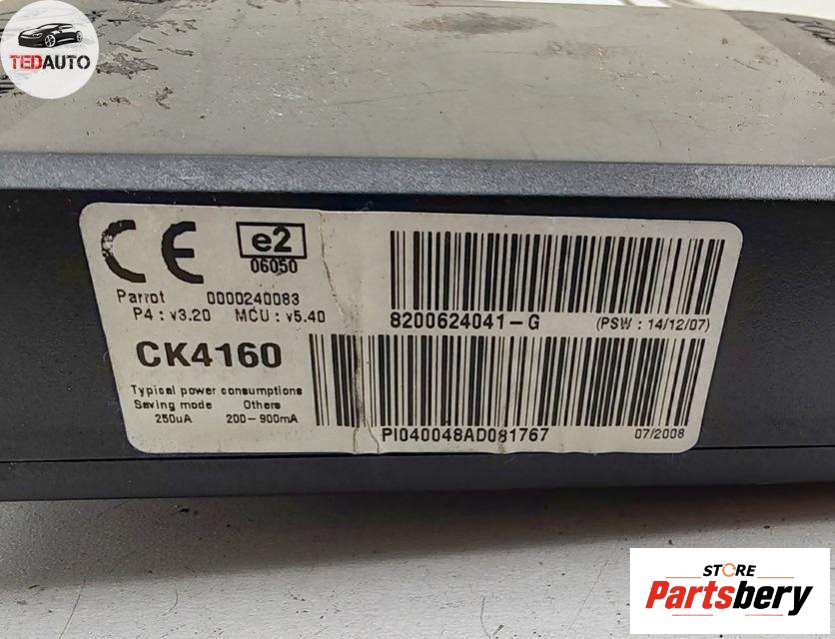 TEDAUTO
CE
e2
06050
Parrot 0000240083
P4 : v3.20 MCU : v5.40
8200624041-G (PSW : 14/12/07)
CK4160
Typical power consumptions
Saving mode Others
250uA 200-900mA
PI040048AD081767
07/2008
STORE
Partsbery